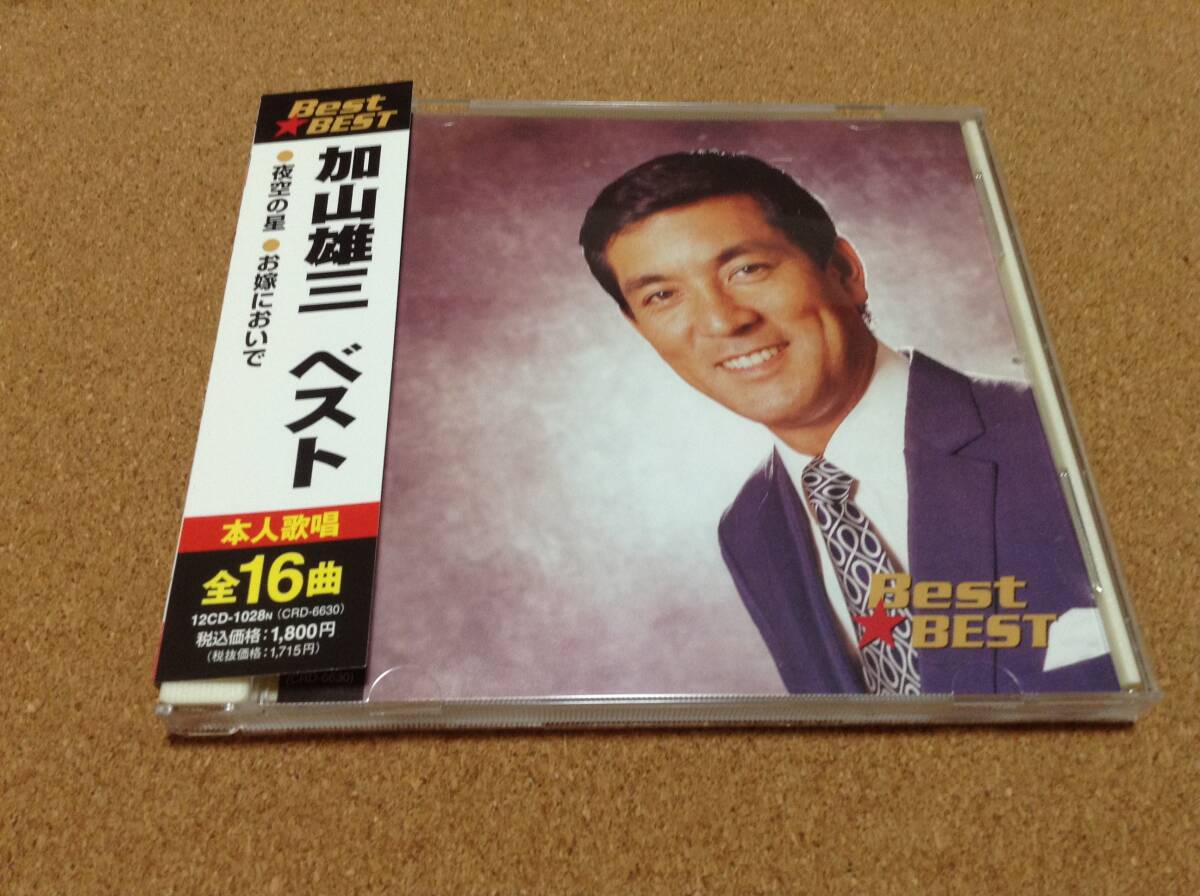 Best
★BEST
加山雄三 ベスト
●夜空の星 ●お嫁においで
本人歌唱
全16曲
12CD-1028N (CRD-6630)
税込価格:1,800円
(税抜価格:1,715円)
(CRD-6630)
Best
★BEST